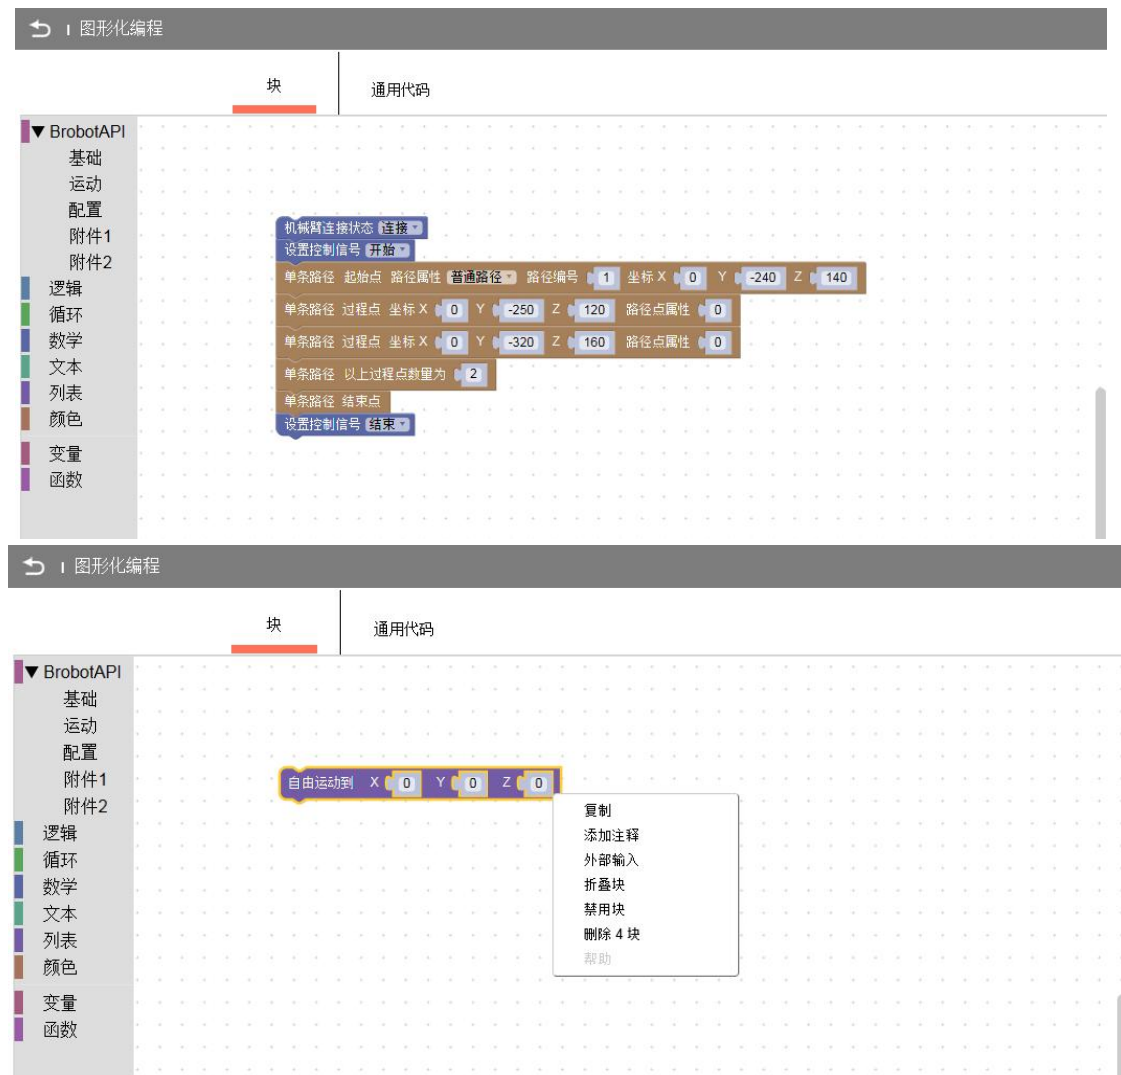 图形化编程
块
通用代码
▼ BrobotAPI
基础
运动
配置
附件1
附件2
逻辑
循环
数学
文本
列表
颜色
变量
函数
机械臂连接状态 连接
设置控制信号 开始
单条路径 起始点 路径属性 普通路径 路径编号 1 坐标 X 0 Y -240 Z 140
单条路径 过程点 坐标 X 0 Y -250 Z 120 路径点属性 0
单条路径 过程点 坐标 X 0 Y -320 Z 160 路径点属性 0
单条路径 以上过程点数量为 2
单条路径 结束点
设置控制信号 结束
图形化编程
块
通用代码
▼ BrobotAPI
基础
运动
配置
附件1
附件2
逻辑
循环
数学
文本
列表
颜色
变量
函数
自由运动到 X 0 Y 0 Z 0
复制
添加注释
外部输入
折叠块
禁用块
删除 4 块
帮助